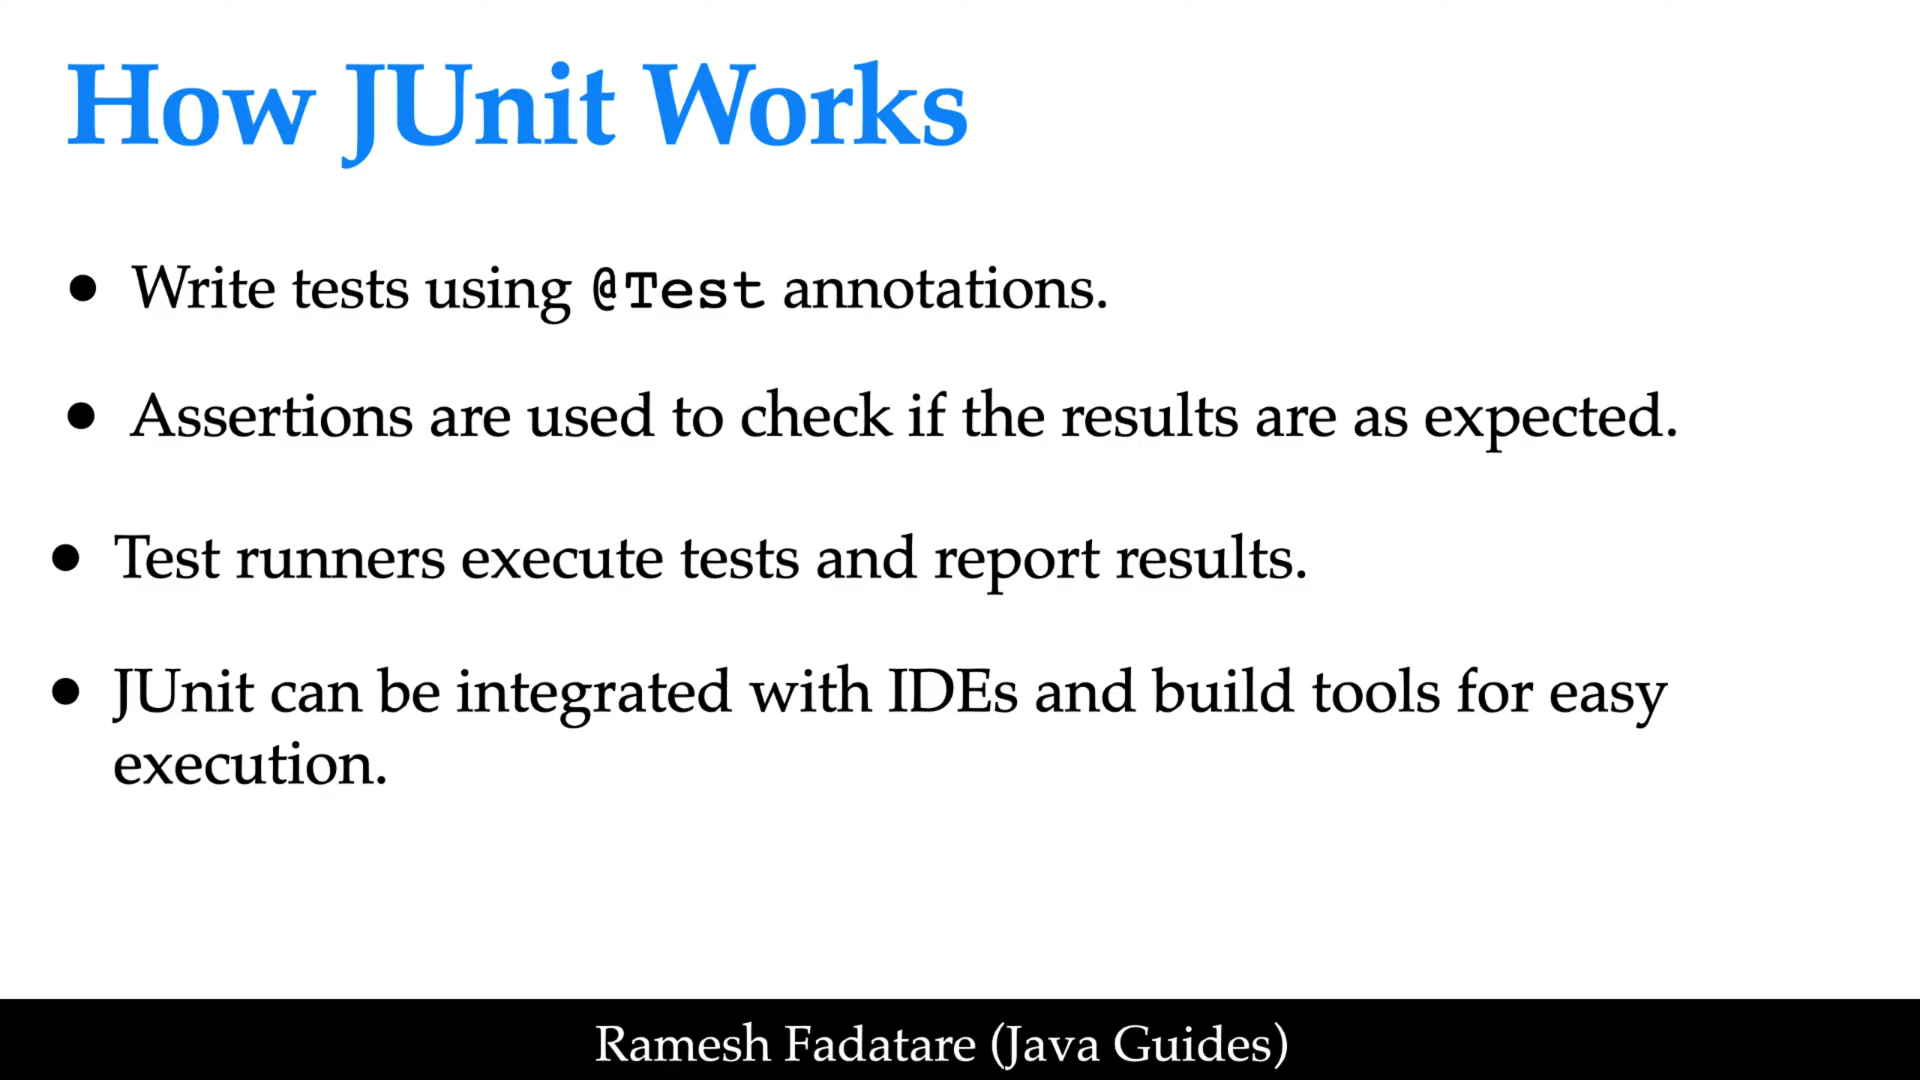 How JUnit Works
• Write tests using @Test annotations.
• Assertions are used to check if the results are as expected.
• Test runners execute tests and report results.
• JUnit can be integrated with IDEs and build tools for easy
execution.
Ramesh Fadatare (Java Guides)